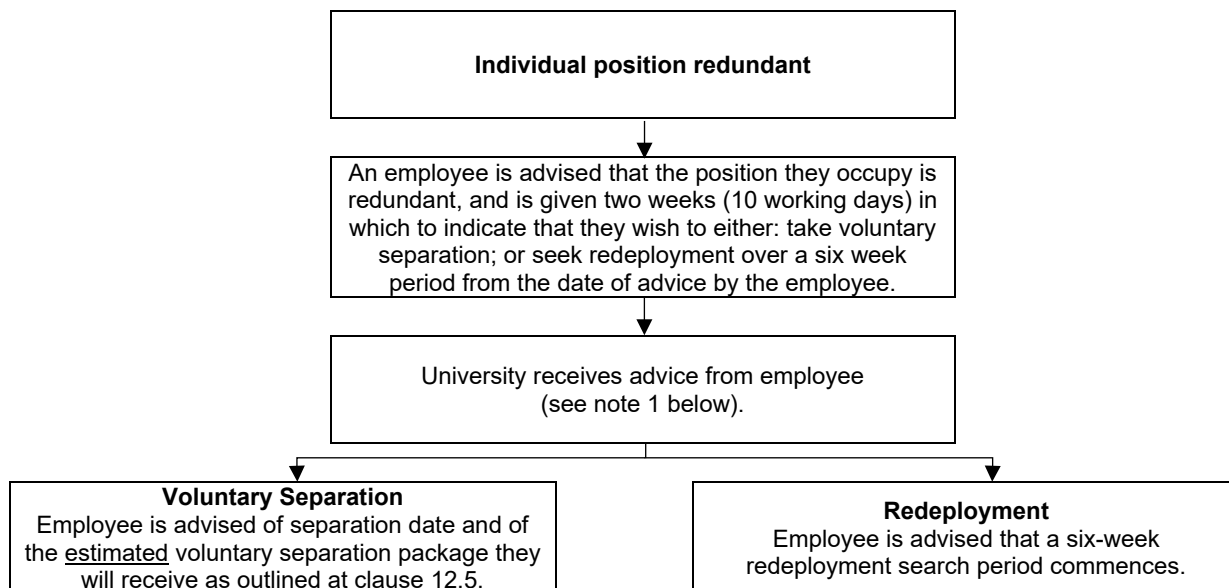 Individual position redundant
An employee is advised that the position they occupy is
redundant, and is given two weeks (10 working days) in
which to indicate that they wish to either: take voluntary
separation; or seek redeployment over a six week
period from the date of advice by the employee.
University receives advice from employee
(see note 1 below).
Voluntary Separation
Employee is advised of separation date and of
the estimated voluntary separation package they
will receive as outlined at clause 12.5.
Redeployment
Employee is advised that a six-week
redeployment search period commences.